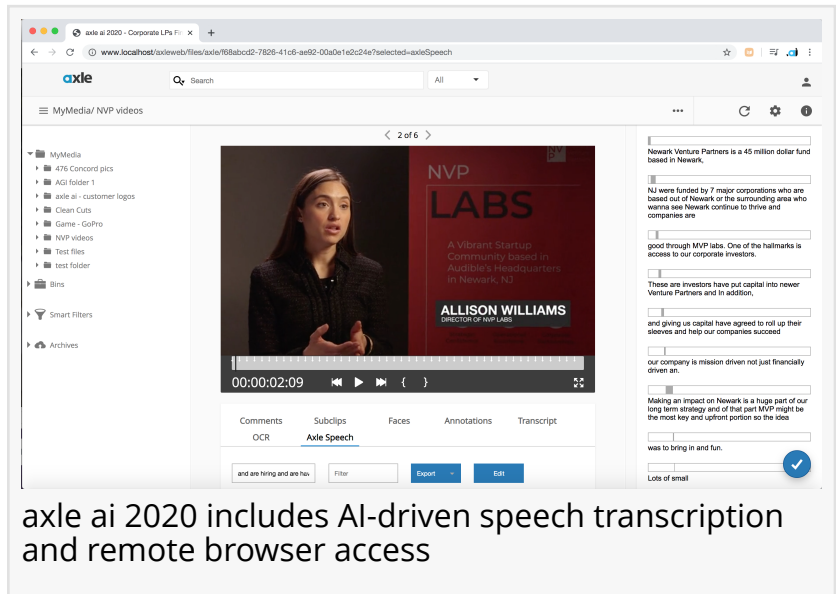 axle ai 2020 - Corporate LPs Fir
www.localhost/axleweb/files/axle/f68abcd2-7826-41c6-ae92-00a0e1e2c24e?selected=axleSpeech
axle
Search
All
MyMedia/ NVP videos
2 of 6
MyMedia
476 Concord pics
AGI folder 1
axle ai - customer logos
Clean Cuts
Game - GoPro
NVP videos
Test files
test folder
Bins
Smart Filters
Archives
NVP
NVP
LABS
A Vibrant Startup
Community based in
Audible's Headquarters
in Newark, NJ
ALLISON WILLIAMS
DIRECTOR OF NVP LABS
00:00:02:09
{ }
Comments Subclips Faces Annotations Transcript
OCR Axle Speech
and are hiring and are hav
Filter
Export
Edit
Newark Venture Partners is a 45 million dollar fund
based in Newark,
NJ were funded by 7 major corporations who are
based out of Newark or the surrounding area who
wanna see Newark continue to thrive and
companies are
good through MVP labs. One of the hallmarks is
access to our corporate investors.
These are investors have put capital into newer
Venture Partners and In addition,
and giving us capital have agreed to roll up their
sleeves and help our companies succeed
our company is mission driven not just financially
driven an.
Making an impact on Newark is a huge part of our
long term strategy and of that part MVP might be
the most key and upfront portion so the idea
was to bring in and fun.
Lots of small
axle ai 2020 includes AI-driven speech transcription
and remote browser access